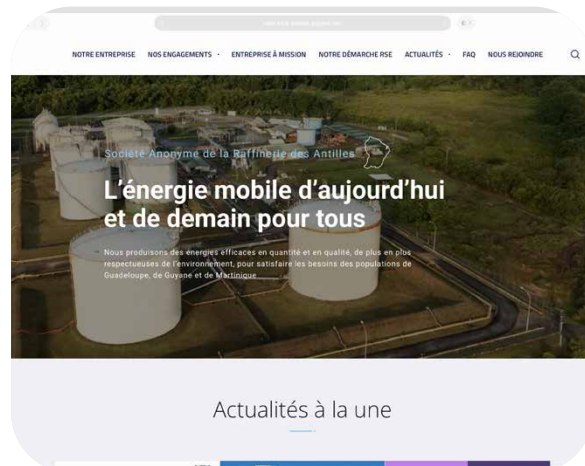 NOTRE ENTREPRISE NOS ENGAGEMENTS ENTREPRISE À MISSION NOTRE DÉMARCHE RSE ACTUALITÉS FAQ NOUS REJOINDRE
Société Anonyme de la Raffinerie des Antilles
L’énergie mobile d’aujourd’hui
et de demain pour tous
Nous produisons des énergies efficaces en quantité et en qualité, de plus en plus
respectueuses de l’environnement, pour satisfaire les besoins des populations de
Guadeloupe, de Guyane et de Martinique
Actualités à la une